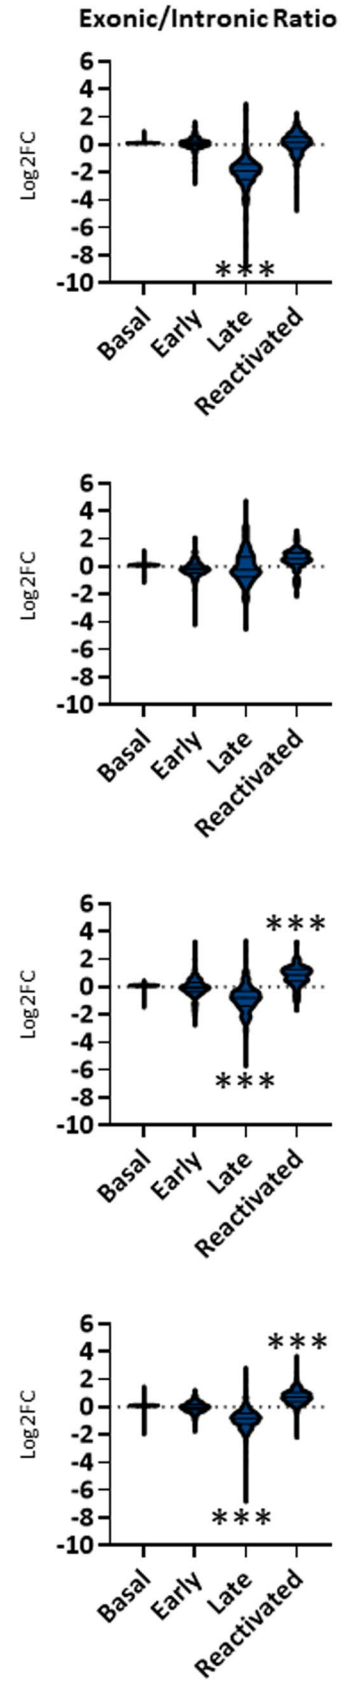 Exonic/Intronic Ratio
6
4
2
0
-2
-4
-6
-8
-10
Log2FC
***
Basal
Early
Late
Reactivated
6
4
2
0
-2
-4
-6
-8
-10
Log2FC
Basal
Early
Late
Reactivated
6
4
2
0
-2
-4
-6
-8
-10
Log2FC
***
***
Basal
Early
Late
Reactivated
6
4
2
0
-2
-4
-6
-8
-10
Log2FC
***
***
Basal
Early
Late
Reactivated